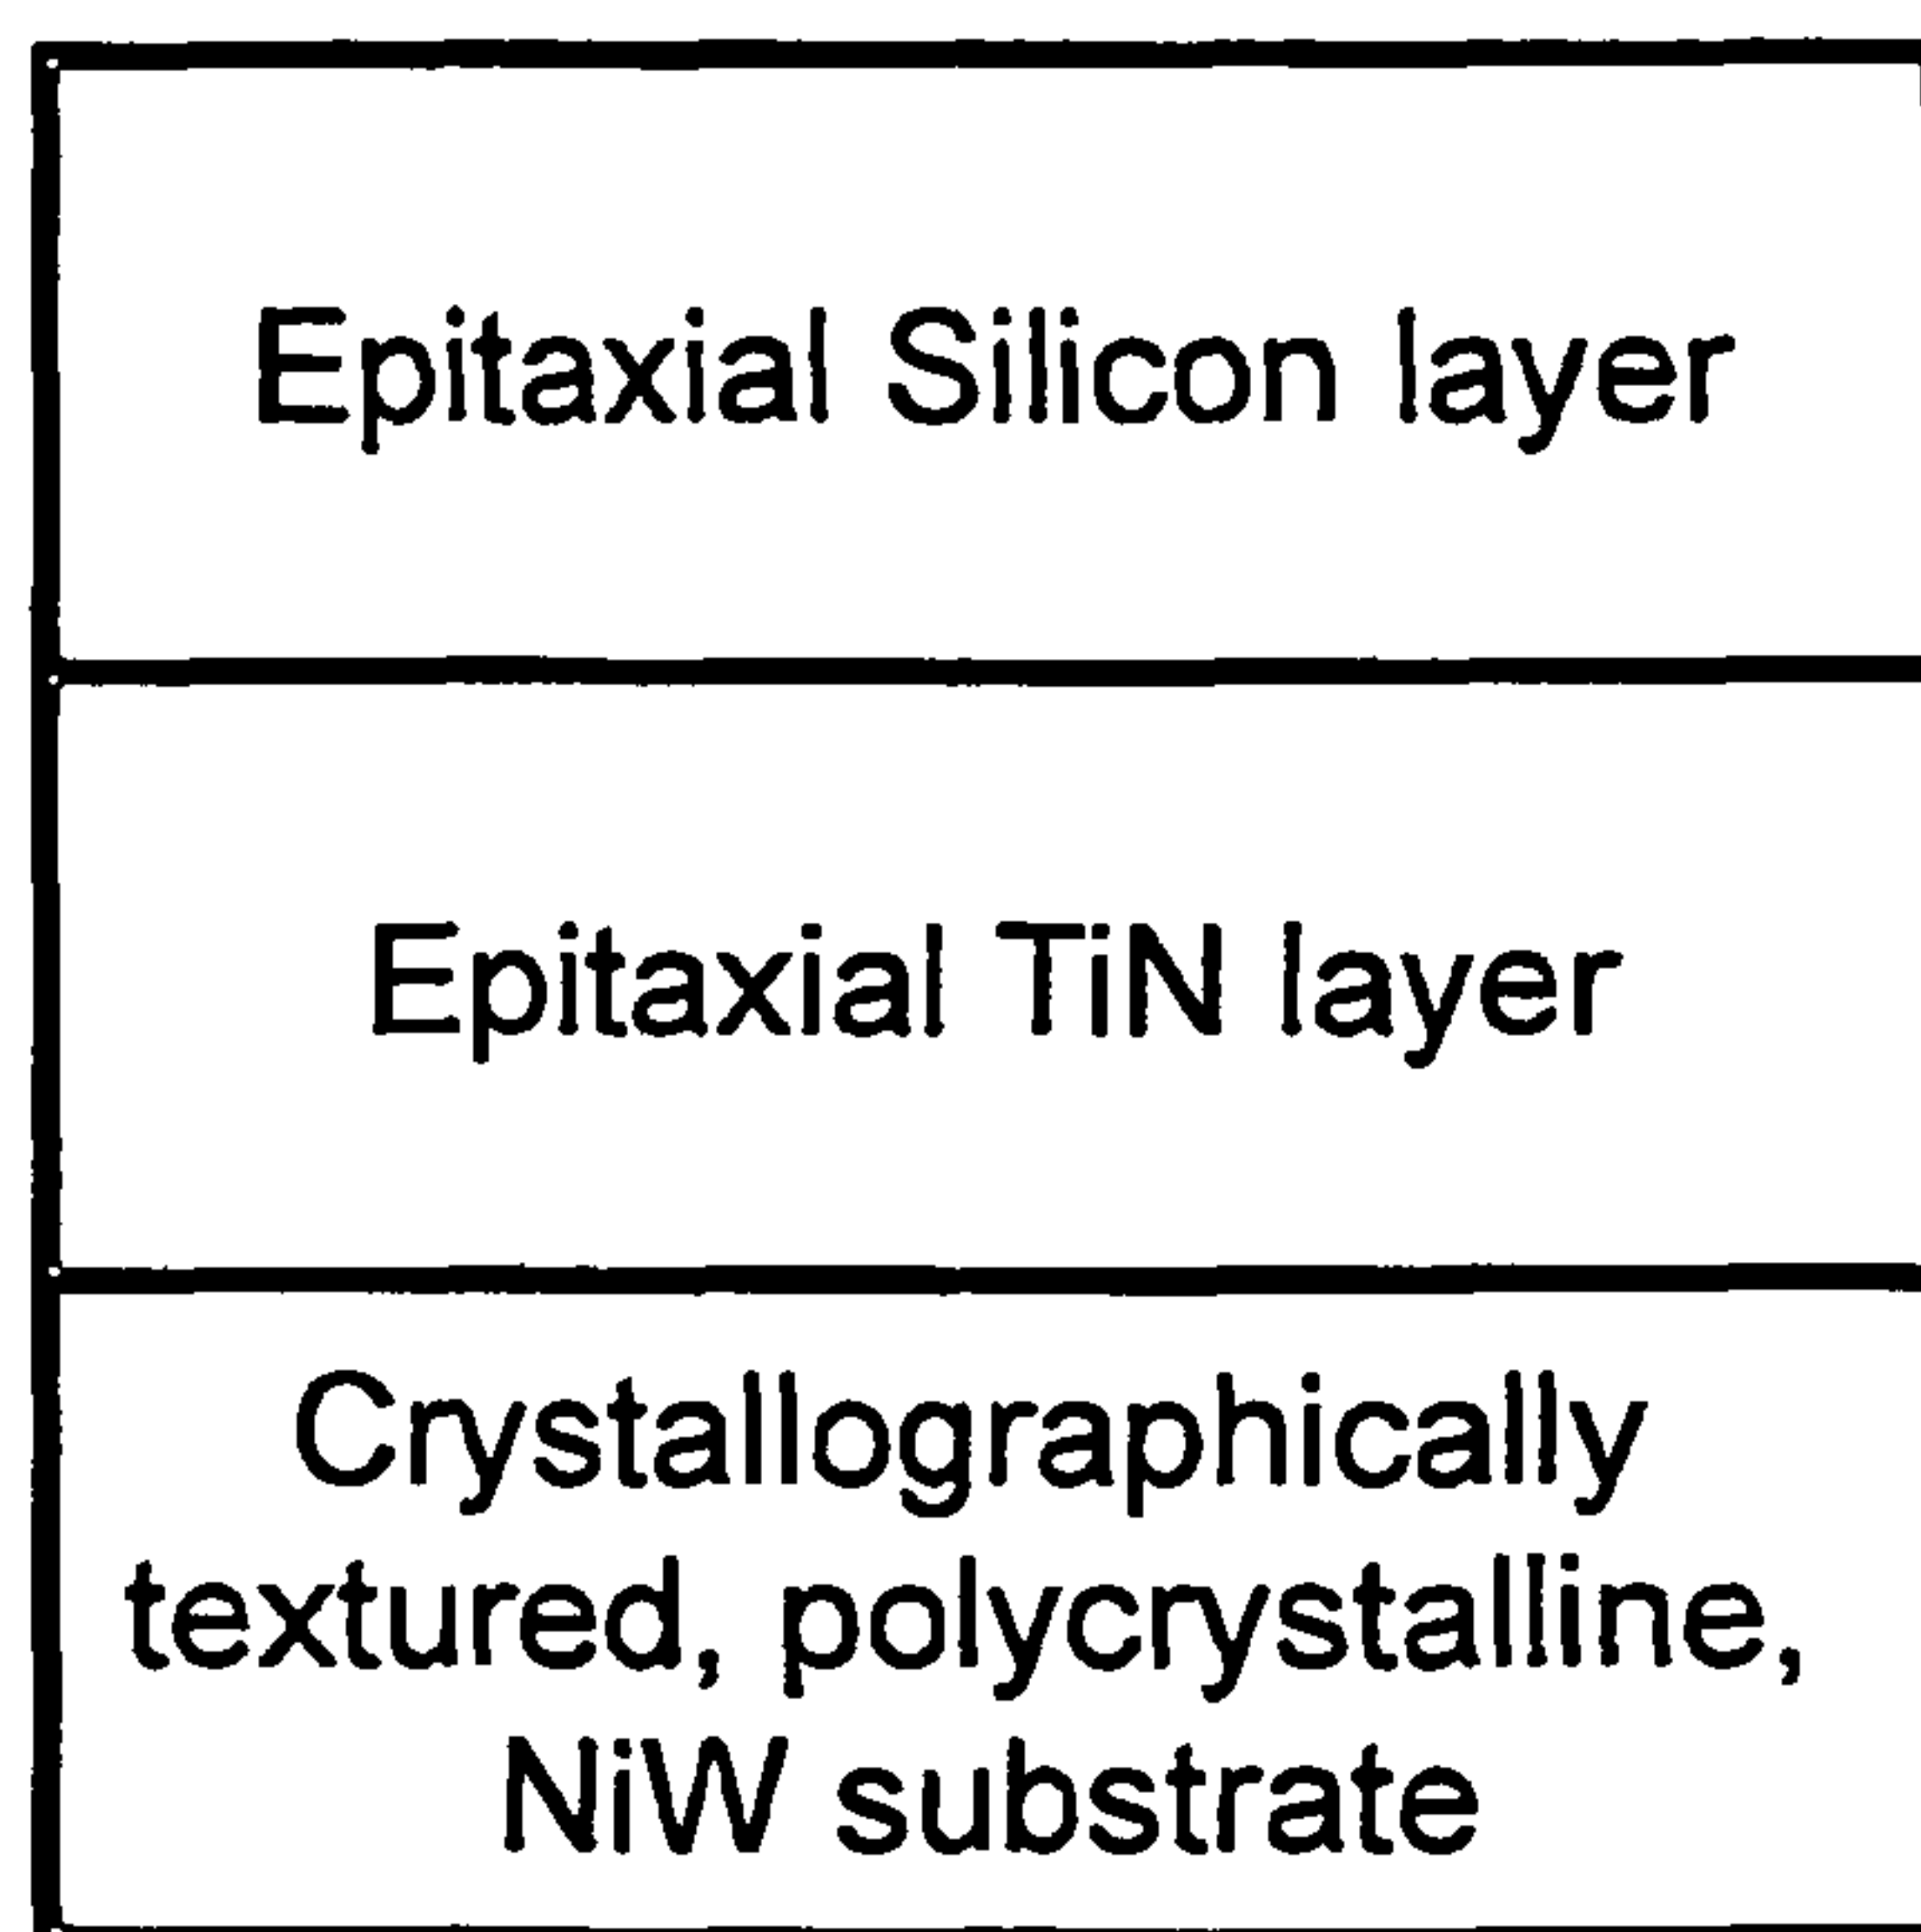 Epitaxial Silicon layer
Epitaxial TiN layer
Crystallographically
textured, polycrystalline,
NiW substrate